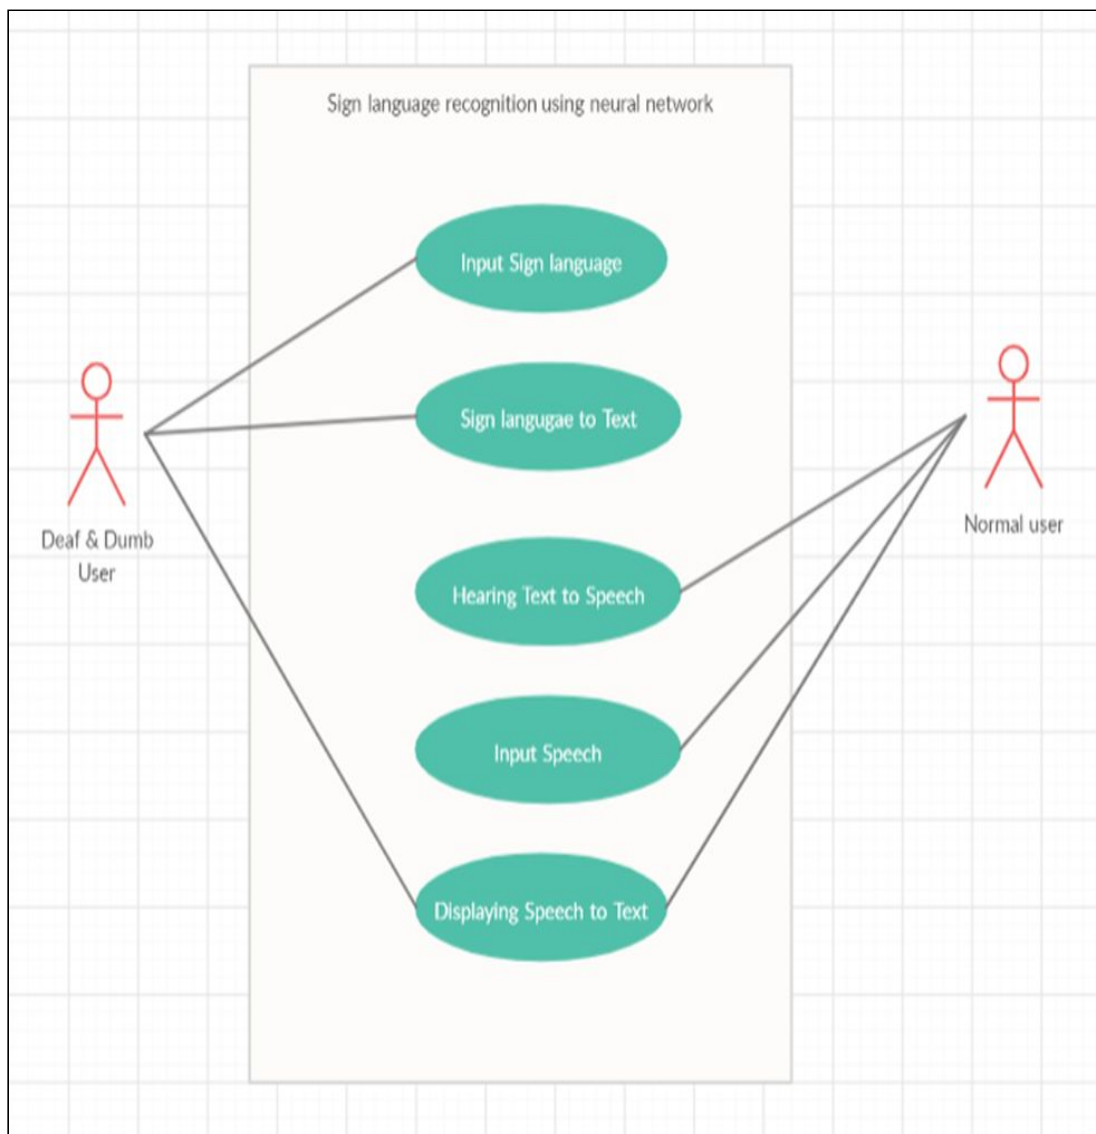 Sign language recognition using neural network
Input Sign language
Sign langugae to Text
Deaf & Dumb
User
Normal user
Hearing Text to Speech
Input Speech
Displaying Speech to Text